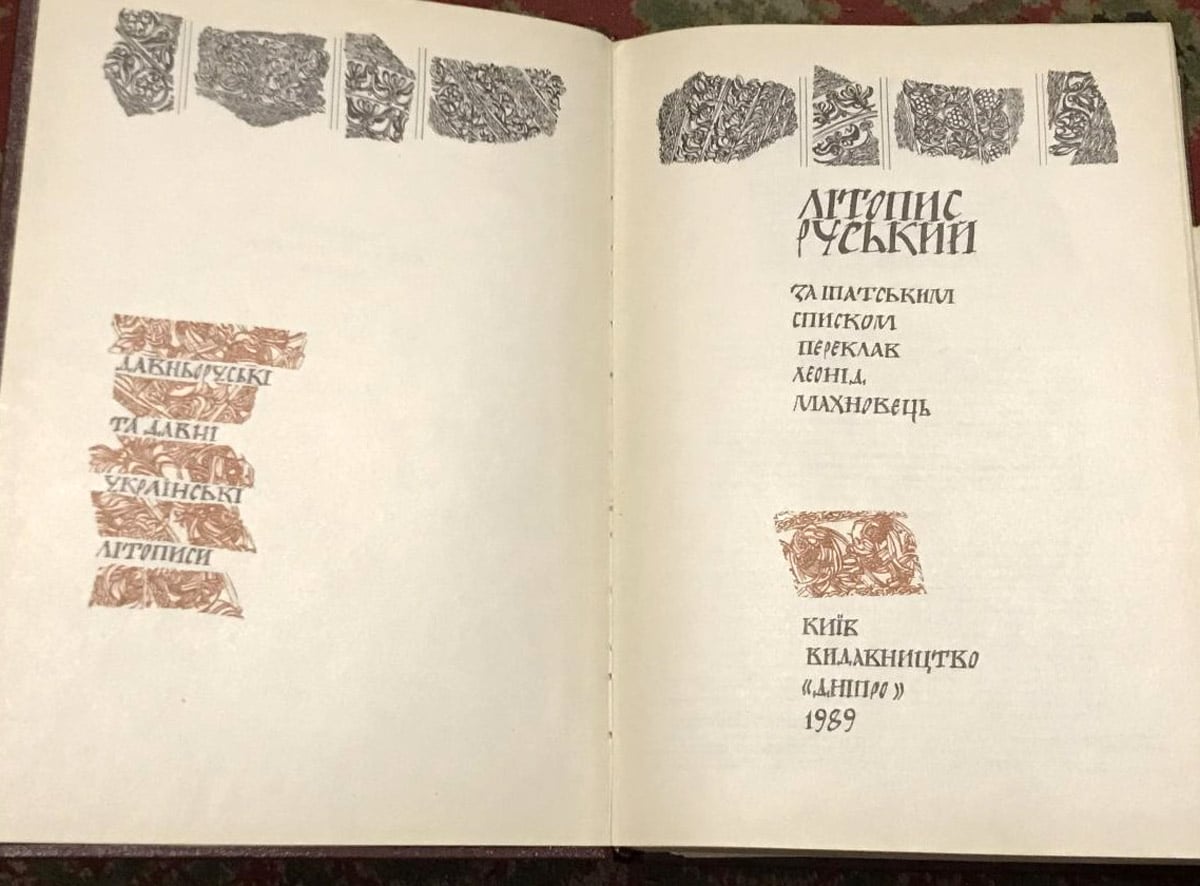 ДАВНЬОРУСЬКІ
ТА ДАВНІ
УКРАЇНСЬКІ
ЛІТОПИСИ
ЛІТОПИС
РУСЬКИЙ
ЗА ІПАТСЬКИМ
СПИСКОМ
ПЕРЕКЛАВ
ЛЕОНІД
МАХНОВЕЦЬ
КИЇВ
ВИДАВНИЦТВО
«ДНІПРО»
1989